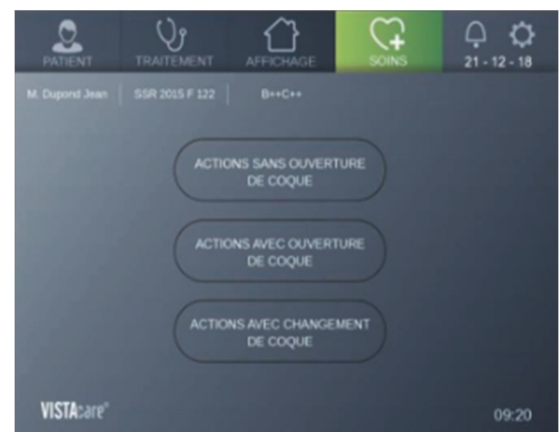 PATIENT
TRAITEMENT
AFFICHAGE
SOINS
21 - 12 - 18
M. Dupond Jean
SSR 2015 F 122
B++C++
ACTIONS SANS OUVERTURE
DE COQUE
ACTIONS AVEC OUVERTURE
DE COQUE
ACTIONS AVEC CHANGEMENT
DE COQUE
VISTAcare®
09:20